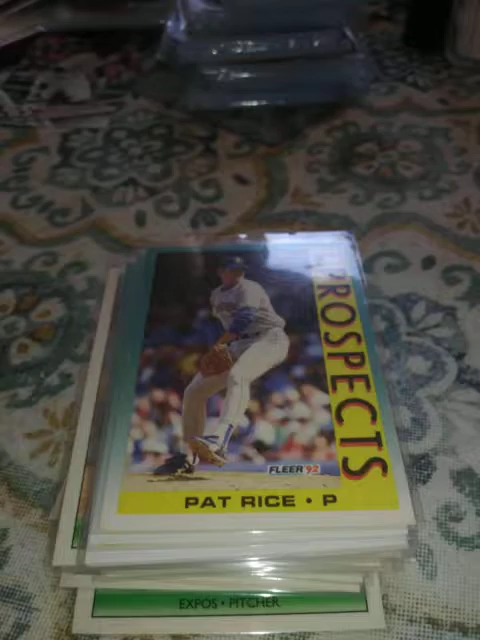 PROSPECTS
FLEER '92
PAT RICE • P
EXPOS • PITCHER